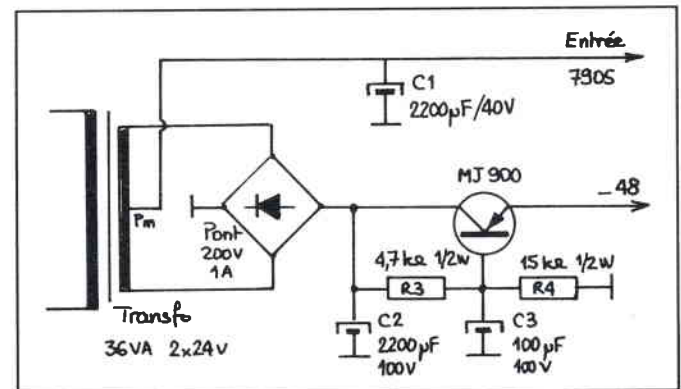 Entrée
7905
C1
2200µF/40V
MJ 900
_48
Pm
Pont
200V
1A
4,7kΩ 1/2W
15kΩ 1/2W
R3
R4
Transfo
36VA 2x24V
C2
2200µF
100V
C3
100µF
100V